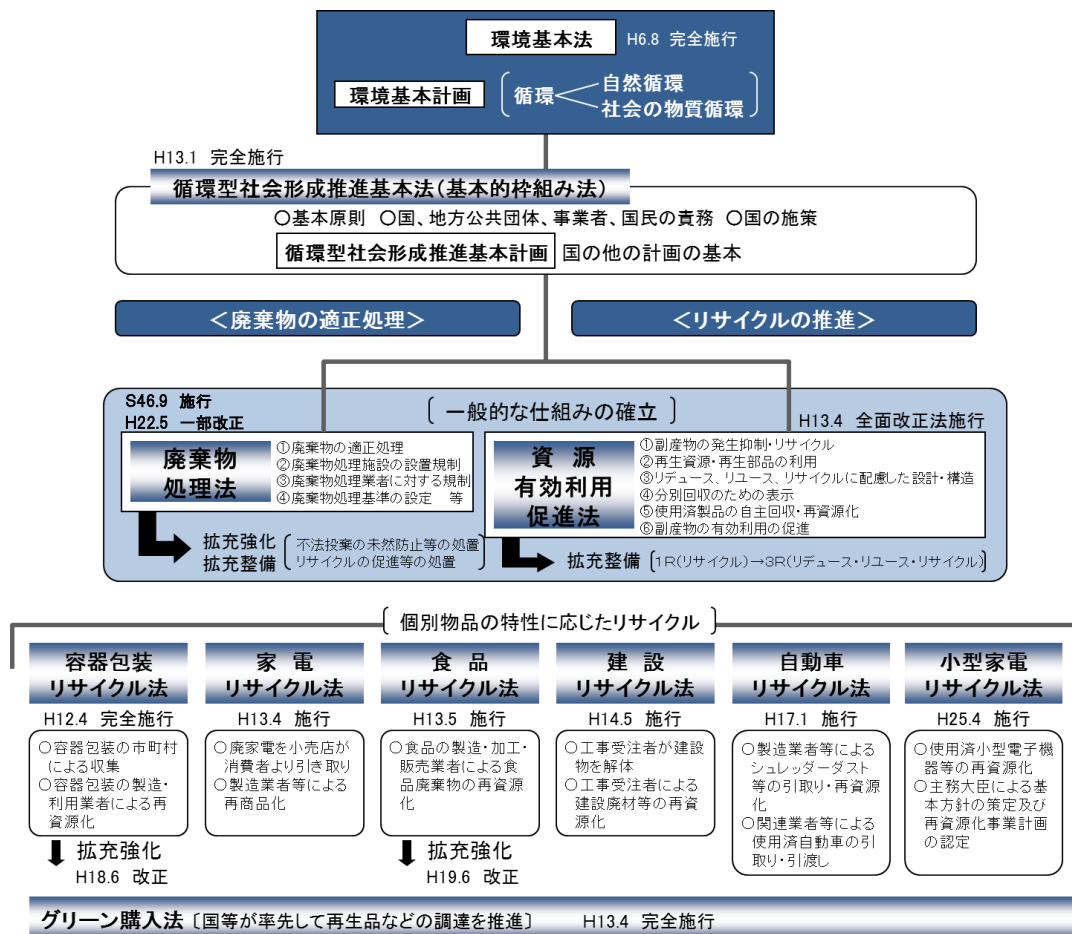 環境基本法 H6.8 完全施行
環境基本計画 循環 自然循環
社会の物質循環
H13.1 完全施行
循環型社会形成推進基本法(基本的枠組み法)
○基本原則 ○国、地方公共団体、事業者、国民の責務 ○国の施策
循環型社会形成推進基本計画 国の他の計画の基本
<廃棄物の適正処理>
<リサイクルの推進>
〔一般的な仕組みの確立〕
S46.9 施行
H22.5 一部改正
廃棄物
処理法
①廃棄物の適正処理
②廃棄物処理施設の設置規制
③廃棄物処理業者に対する規制
④廃棄物処理基準の設定 等
拡充強化 不法投棄の未然防止等の処置
拡充整備 リサイクルの促進等の処置
H13.4 全面改正法施行
資源
有効利用
促進法
①副産物の発生抑制・リサイクル
②再生資源・再生部品の利用
③リデュース、リユース、リサイクルに配慮した設計・構造
④分別回収のための表示
⑤使用済製品の自主回収・再資源化
⑥副産物の有効利用の促進
拡充整備 〔1R(リサイクル)→3R(リデュース・リユース・リサイクル)〕
〔個別物品の特性に応じたリサイクル〕
容器包装
リサイクル法
H12.4 完全施行
○容器包装の市町村
による収集
○容器包装の製造・
利用業者による再
資源化
拡充強化
H18.6 改正
家電
リサイクル法
H13.4 施行
○廃家電を小売店が
消費者より引き取り
○製造業者等による
再商品化
食品
リサイクル法
H13.5 施行
○食品の製造・加工・
販売業者による食
品廃棄物の再資源
化
拡充強化
H19.6 改正
建設
リサイクル法
H14.5 施行
○工事受注者が建設
物を解体
○工事受注者による
建設廃材等の再資
源化
自動車
リサイクル法
H17.1 施行
○製造業者等による
シュレッダーダスト
等の引取り・再資源
化
○関連業者等による
使用済自動車の引
取り・引渡し
小型家電
リサイクル法
H25.4 施行
○使用済小型電子機
器等の再資源化
○主務大臣による基
本方針の策定及び
再資源化事業計画
の認定
グリーン購入法〔国等が率先して再生品などの調達を推進〕 H13.4 完全施行